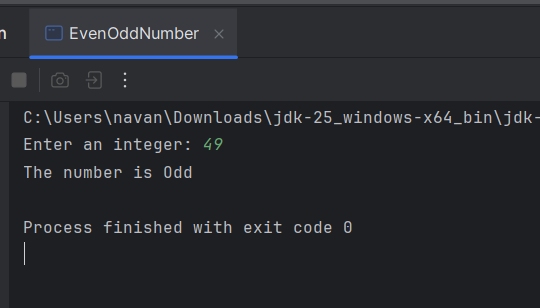 EvenOddNumber
C:\Users\navan\Downloads\jdk-25_windows-x64_bin\jdk-
Enter an integer: 49
The number is Odd
Process finished with exit code 0